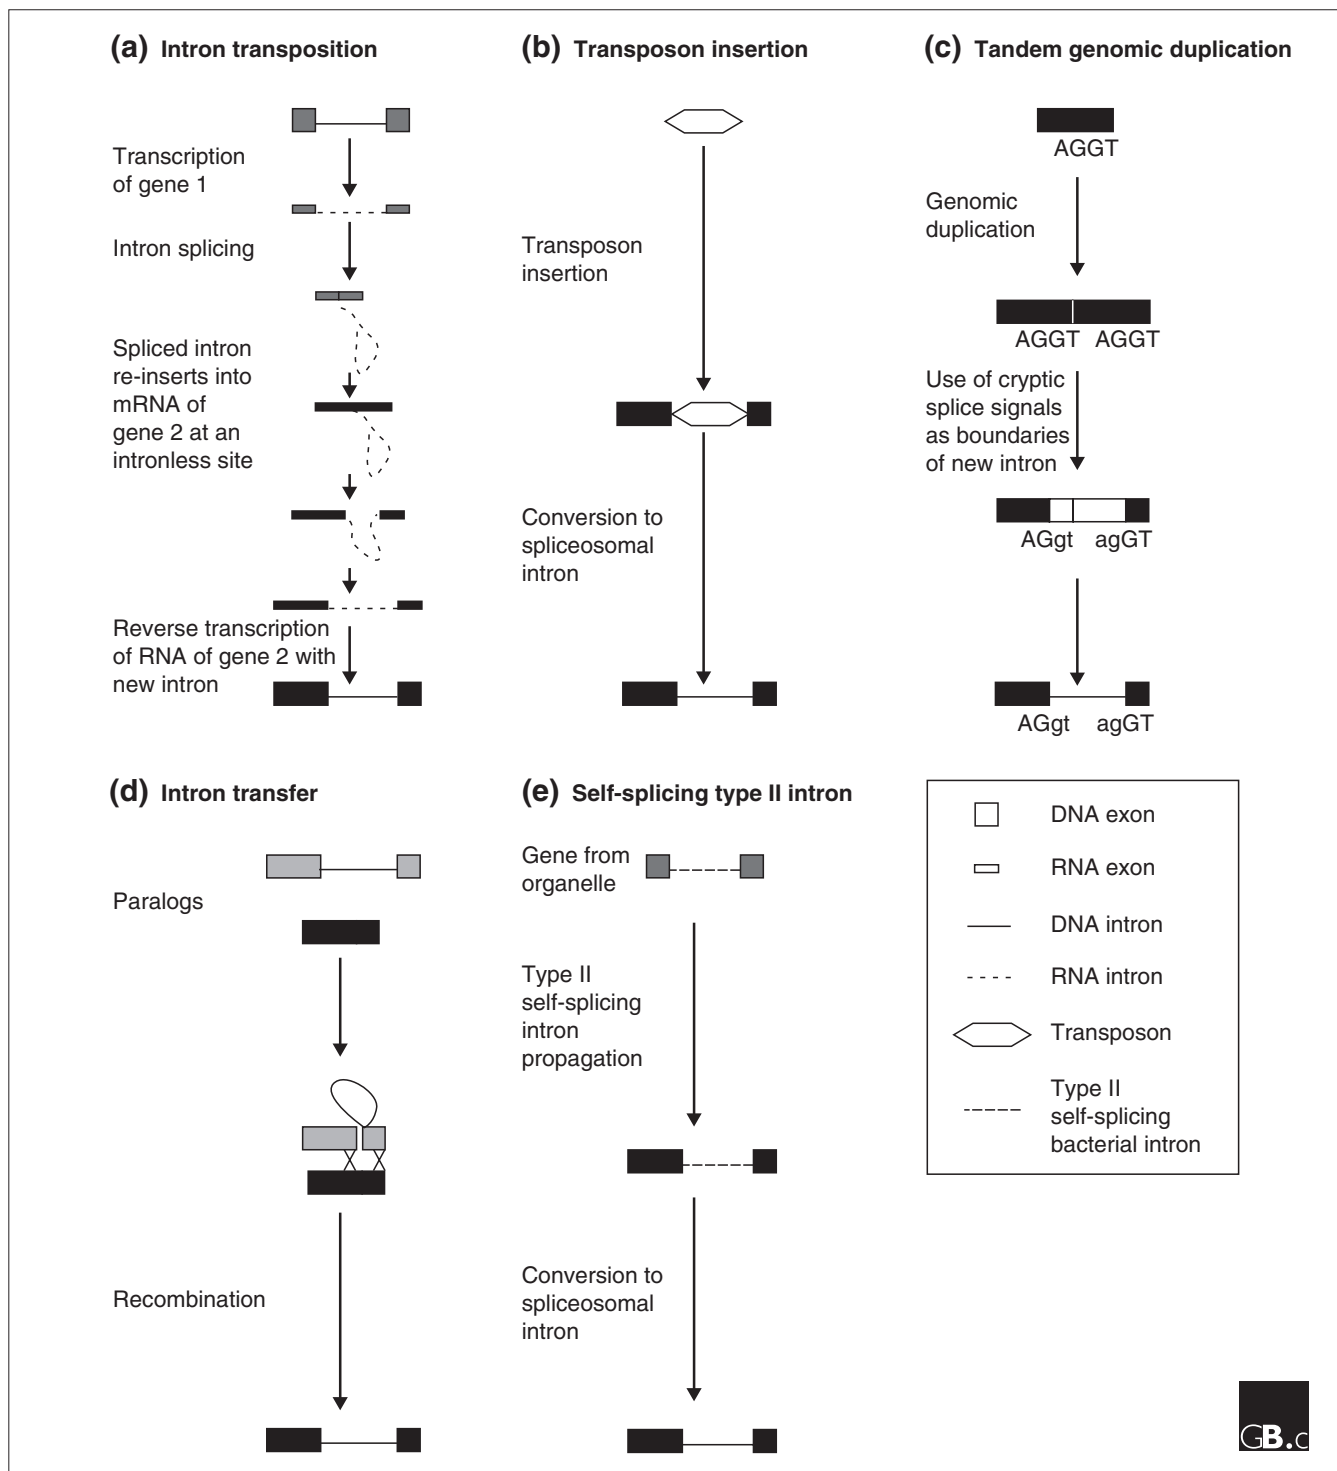 (a) Intron transposition
Transcription
of gene 1
Intron splicing
Spliced intron
re-inserts into
mRNA of
gene 2 at an
intronless site
Reverse transcription
of RNA of gene 2 with
new intron
(b) Transposon insertion
Transposon
insertion
Conversion to
spliceosomal
intron
(c) Tandem genomic duplication
AGGT
Genomic
duplication
AGGT AGGT
Use of cryptic
splice signals
as boundaries
of new intron
AGgt agGT
AGgt agGT
(d) Intron transfer
Paralogs
Recombination
(e) Self-splicing type II intron
Gene from
organelle
Type II
self-splicing
intron
propagation
Conversion to
spliceosomal
intron
DNA exon
RNA exon
DNA intron
RNA intron
Transposon
Type II
self-splicing
bacterial intron
GB.c